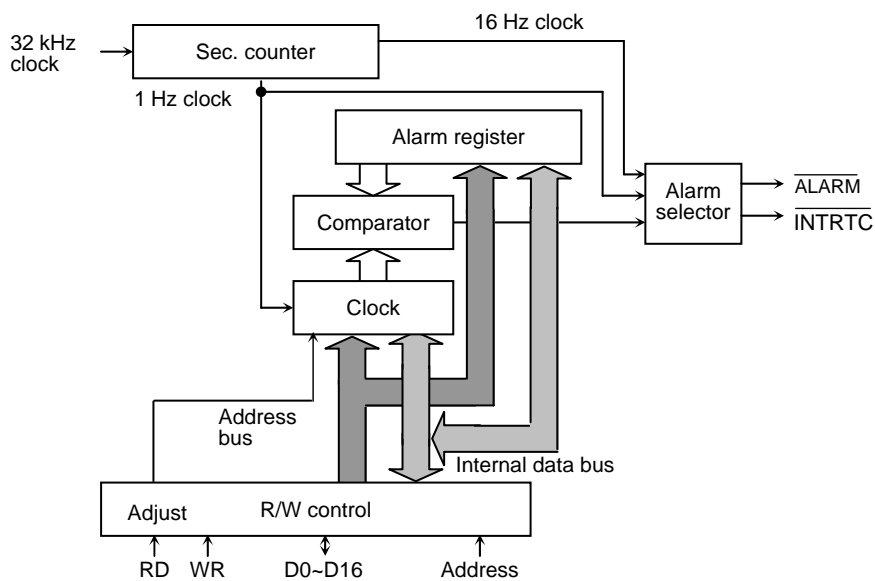 16 Hz clock
32 kHz
clock
Sec. counter
1 Hz clock
Alarm register
Alarm
selector
ALARM
INTRTC
Comparator
Clock
Address
bus
Internal data bus
Adjust
R/W control
RD
WR
D0~D16
Address